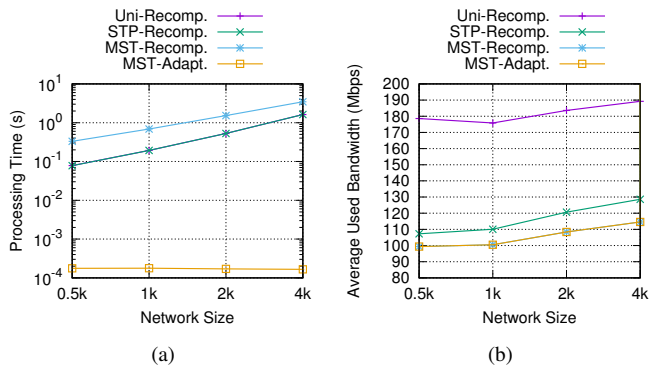 Uni-Recomp.
STP-Recomp.
MST-Recomp.
MST-Adapt.
10^1
10^0
10^-1
10^-2
10^-3
10^-4
Processing Time (s)
0.5k 1k 2k 4k
Network Size
(a)
Uni-Recomp.
STP-Recomp.
MST-Recomp.
MST-Adapt.
200
190
180
170
160
150
140
130
120
110
100
90
80
Average Used Bandwidth (Mbps)
0.5k 1k 2k 4k
Network Size
(b)